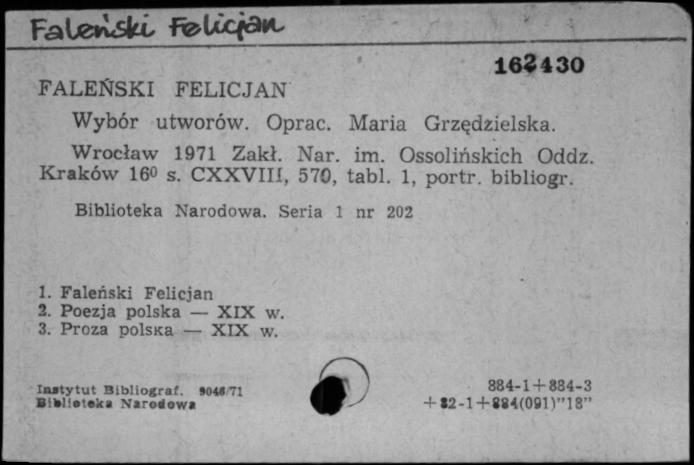 Faleński Felicjan
162430
FALEŃSKI FELICJAN
Wybór utworów. Oprac. Maria Grzędzielska.
Wrocław 1971 Zakł. Nar. im. Ossolińskich Oddz.
Kraków 16⁰ s. CXXVIII, 570, tabl. 1, portr. bibliogr.
Biblioteka Narodowa. Seria 1 nr 202
1. Faleński Felicjan
2. Poezja polska — XIX w.
3. Proza polska — XIX w.
Instytut Bibliograf. 9046/71
Biblioteka Narodowa
884-1+884-3
+82-1+884(091)"18"